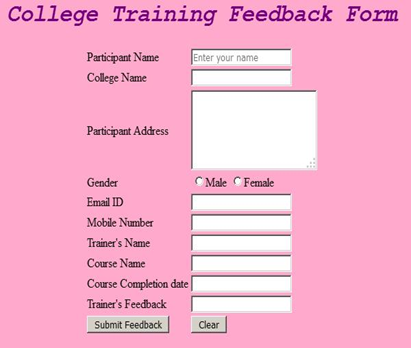 College Training Feedback Form
Participant Name Enter your name
College Name
Participant Address
Gender Male Female
Email ID
Mobile Number
Trainer's Name
Course Name
Course Completion date
Trainer's Feedback
Submit Feedback Clear